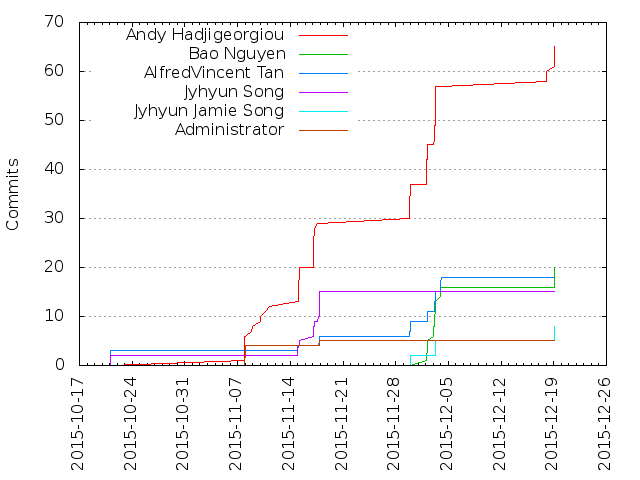 70
60
50
40
30
20
10
0
Commits
Andy Hadjigeorgiou
Bao Nguyen
AlfredVincent Tan
Jyhyun Song
Jyhyun Jamie Song
Administrator
2015-10-17
2015-10-24
2015-10-31
2015-11-07
2015-11-14
2015-11-21
2015-11-28
2015-12-05
2015-12-12
2015-12-19
2015-12-26